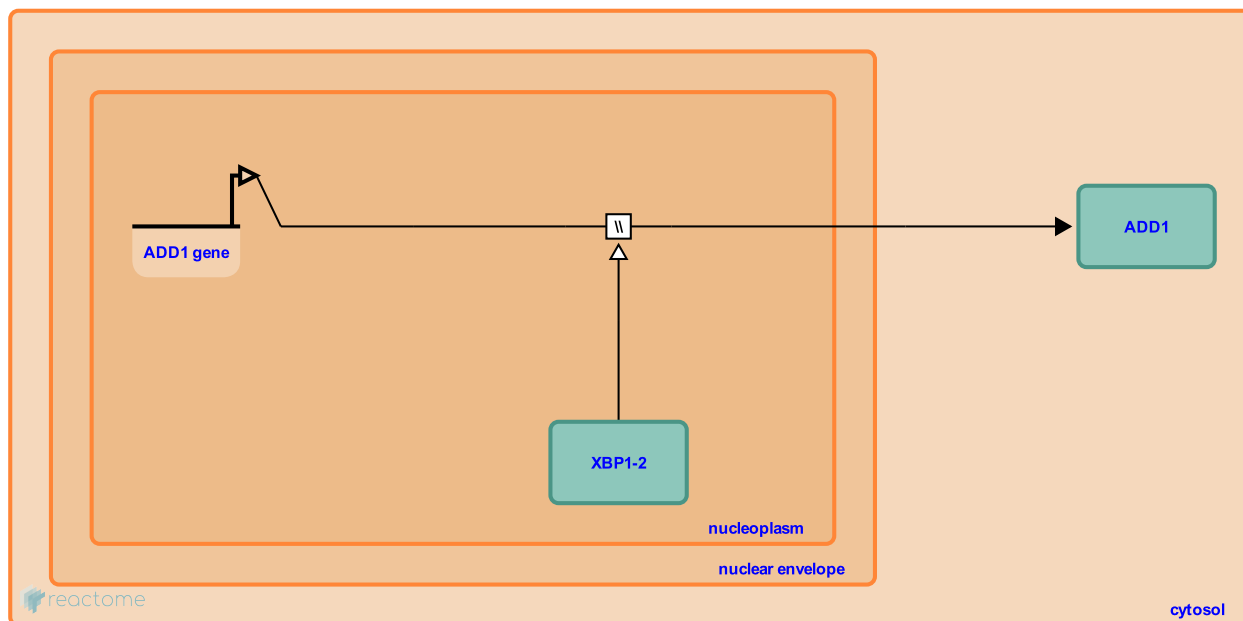 ADD1 gene
\\
ADD1
XBP1-2
nucleoplasm
nuclear envelope
reactome
cytosol